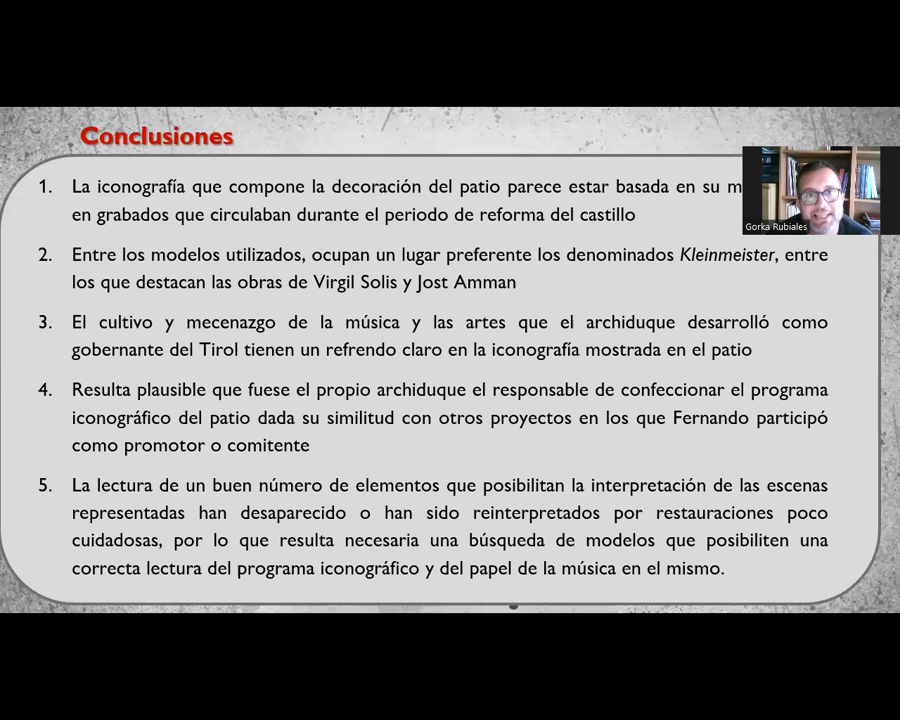 Conclusiones
1. La iconografía que compone la decoración del patio parece estar basada en su
en grabados que circulaban durante el periodo de reforma del castillo
2. Entre los modelos utilizados, ocupan un lugar preferente los denominados Kleinmeister, entre
los que destacan las obras de Virgil Solis y Jost Amman
3. El cultivo y mecenazgo de la música y las artes que el archiduque desarrolló como
gobernante del Tirol tienen un refrendo claro en la iconografía mostrada en el patio
4. Resulta plausible que fuese el propio archiduque el responsable de confeccionar el programa
iconográfico del patio dada su similitud con otros proyectos en los que Fernando participó
como promotor o comitente
5. La lectura de un buen número de elementos que posibilitan la interpretación de las escenas
representadas han desaparecido o han sido reinterpretados por restauraciones poco
cuidadosas, por lo que resulta necesaria una búsqueda de modelos que posibiliten una
correcta lectura del programa iconográfico y del papel de la música en el mismo.
Gorka Rubiales